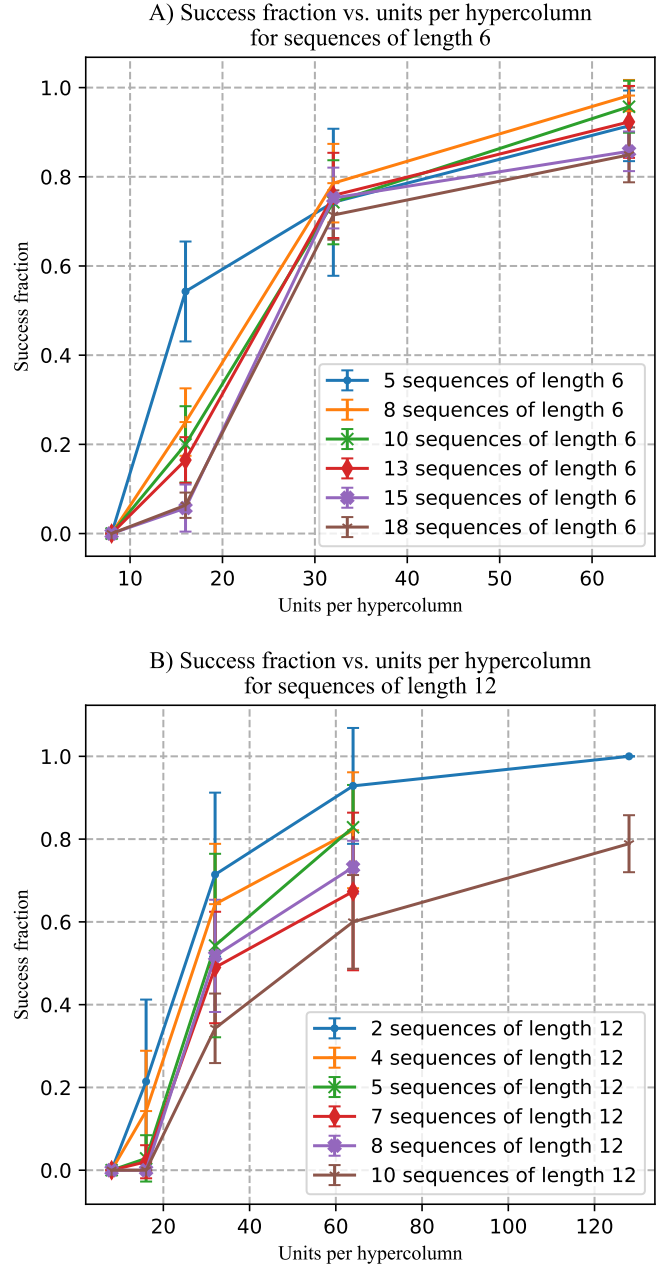 A) Success fraction vs. units per hypercolumn
for sequences of length 6
1.0
0.8
0.6
0.4
0.2
0.0
Success fraction
5 sequences of length 6
8 sequences of length 6
10 sequences of length 6
13 sequences of length 6
15 sequences of length 6
18 sequences of length 6
10 20 30 40 50 60
Units per hypercolumn
B) Success fraction vs. units per hypercolumn
for sequences of length 12
1.0
0.8
0.6
0.4
0.2
0.0
Success fraction
2 sequences of length 12
4 sequences of length 12
5 sequences of length 12
7 sequences of length 12
8 sequences of length 12
10 sequences of length 12
20 40 60 80 100 120
Units per hypercolumn